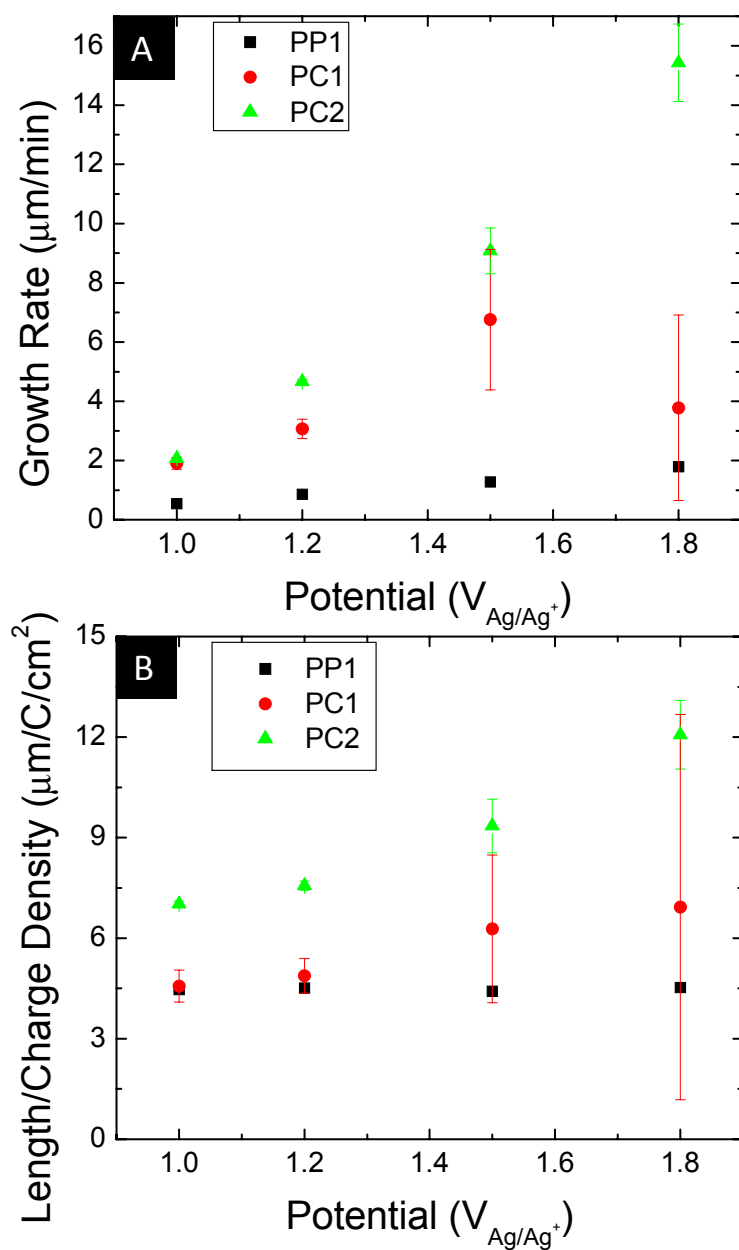 A
PP1
PC1
PC2
16
14
12
10
8
6
4
2
0
Growth Rate (μm/min)
1.0 1.2 1.4 1.6 1.8
Potential (V_Ag/Ag⁺)
B
PP1
PC1
PC2
15
12
9
6
3
0
Length/Charge Density (μm/C/cm²)
1.0 1.2 1.4 1.6 1.8
Potential (V_Ag/Ag⁺)